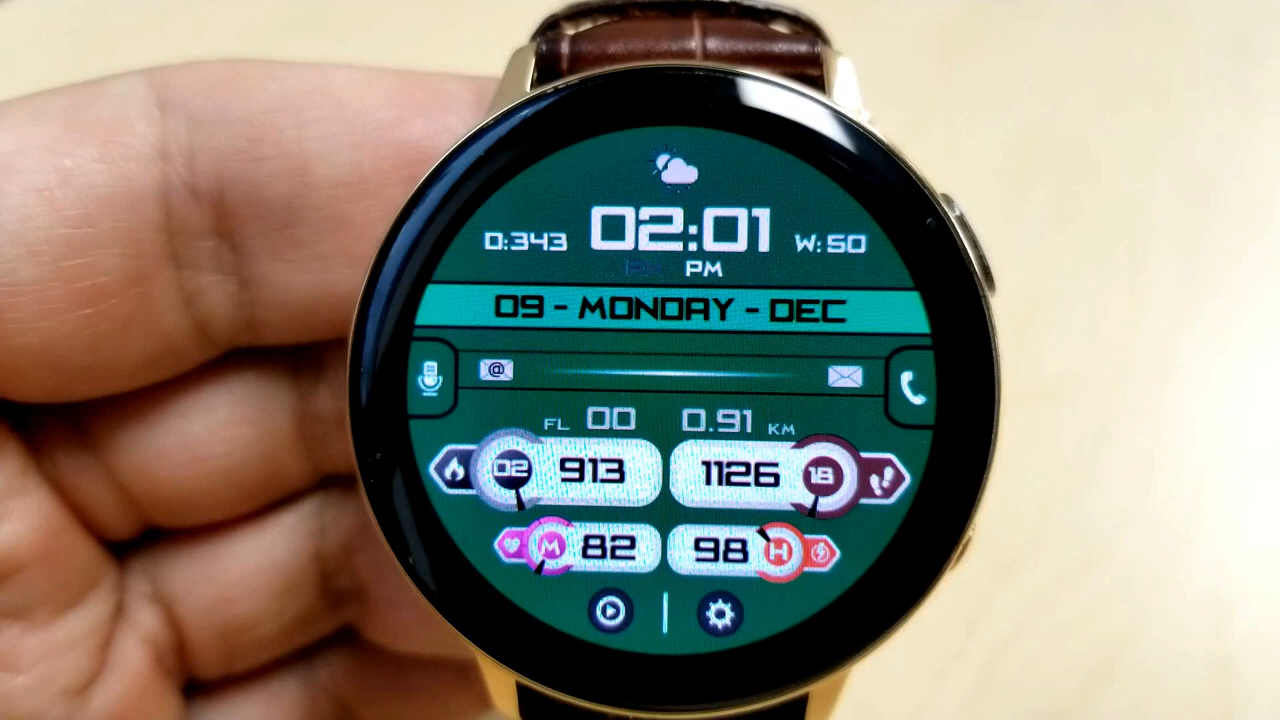 02:01
D:343
W:50
PM
09 - MONDAY - DEC
@
FL 00
0.91 KM
02 913
1126 18
M 82
98 H